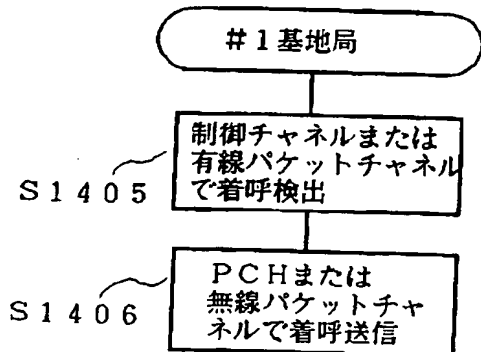 #1基地局
制御チャネルまたは
有線パケットチャネル
で着呼検出
S1405
PCHまたは
無線パケットチャ
ネルで着呼送信
S1406